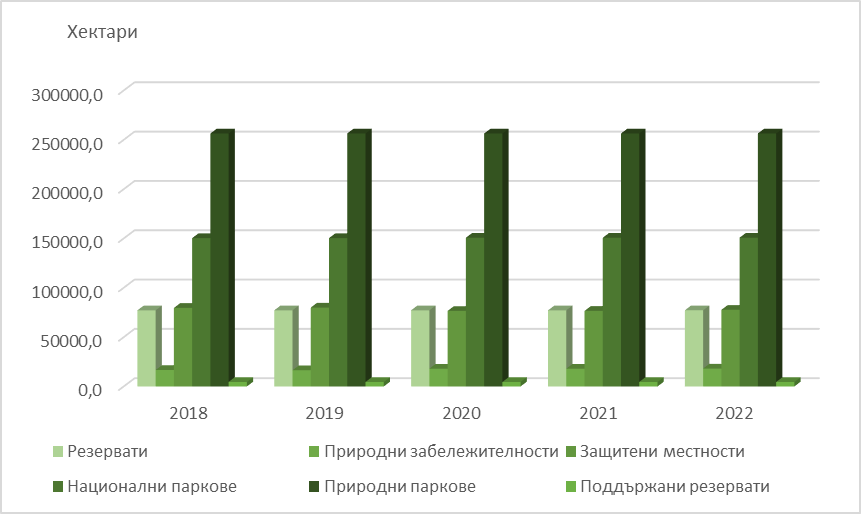 Хектари
300000,0
250000,0
200000,0
150000,0
100000,0
50000,0
0,0
2018 2019 2020 2021 2022
Резервати Природни забележителности Защитени местности
Национални паркове Природни паркове Поддържани резервати